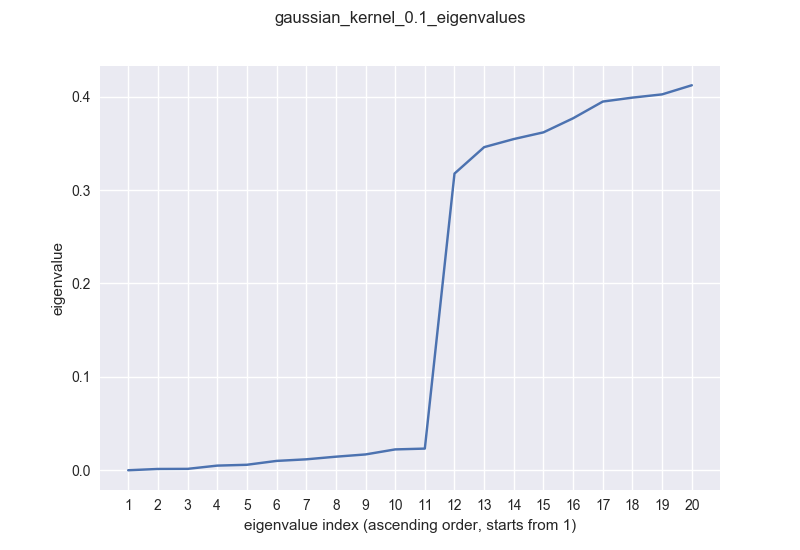 gaussian_kernel_0.1_eigenvalues
eigenvalue
0.4
0.3
0.2
0.1
0.0
1 2 3 4 5 6 7 8 9 10 11 12 13 14 15 16 17 18 19 20
eigenvalue index (ascending order, starts from 1)